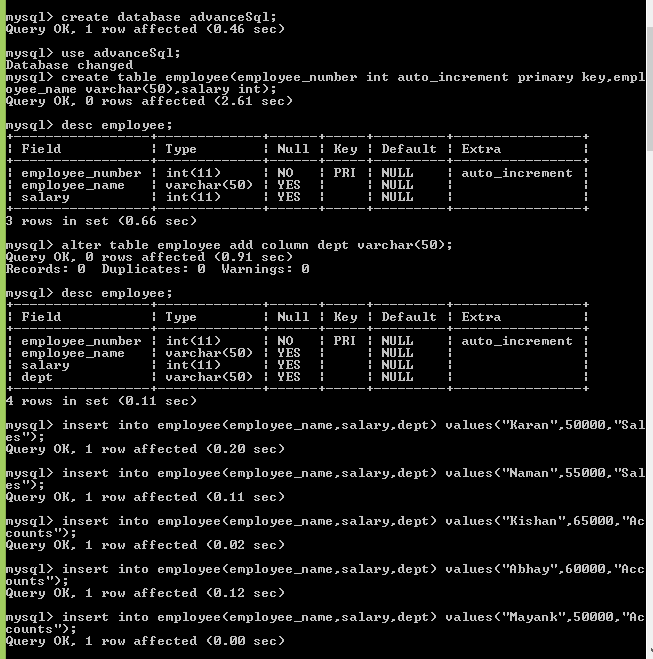 mysql> create database advanceSql;
Query OK, 1 row affected (0.46 sec)
mysql> use advanceSql;
Database changed
mysql> create table employee(employee_number int auto_increment primary key,empl
oyee_name varchar(50),salary int);
Query OK, 0 rows affected (2.61 sec)
mysql> desc employee;
+-----------------+-------------+------+-----+---------+----------------+
| Field           | Type        | Null | Key | Default | Extra          |
+-----------------+-------------+------+-----+---------+----------------+
| employee_number | int(11)     | NO   | PRI | NULL    | auto_increment |
| employee_name   | varchar(50) | YES  |     | NULL    |                |
| salary          | int(11)     | YES  |     | NULL    |                |
+-----------------+-------------+------+-----+---------+----------------+
3 rows in set (0.66 sec)
mysql> alter table employee add column dept varchar(50);
Query OK, 0 rows affected (0.91 sec)
Records: 0  Duplicates: 0  Warnings: 0
mysql> desc employee;
+-----------------+-------------+------+-----+---------+----------------+
| Field           | Type        | Null | Key | Default | Extra          |
+-----------------+-------------+------+-----+---------+----------------+
| employee_number | int(11)     | NO   | PRI | NULL    | auto_increment |
| employee_name   | varchar(50) | YES  |     | NULL    |                |
| salary          | int(11)     | YES  |     | NULL    |                |
| dept            | varchar(50) | YES  |     | NULL    |                |
+-----------------+-------------+------+-----+---------+----------------+
4 rows in set (0.11 sec)
mysql> insert into employee(employee_name,salary,dept) values("Karan",50000,"Sal
es");
Query OK, 1 row affected (0.20 sec)
mysql> insert into employee(employee_name,salary,dept) values("Naman",55000,"Sal
es");
Query OK, 1 row affected (0.11 sec)
mysql> insert into employee(employee_name,salary,dept) values("Kishan",65000,"Ac
counts");
Query OK, 1 row affected (0.02 sec)
mysql> insert into employee(employee_name,salary,dept) values("Abhay",60000,"Acc
ounts");
Query OK, 1 row affected (0.12 sec)
mysql> insert into employee(employee_name,salary,dept) values("Mayank",50000,"Ac
counts");
Query OK, 1 row affected (0.00 sec)